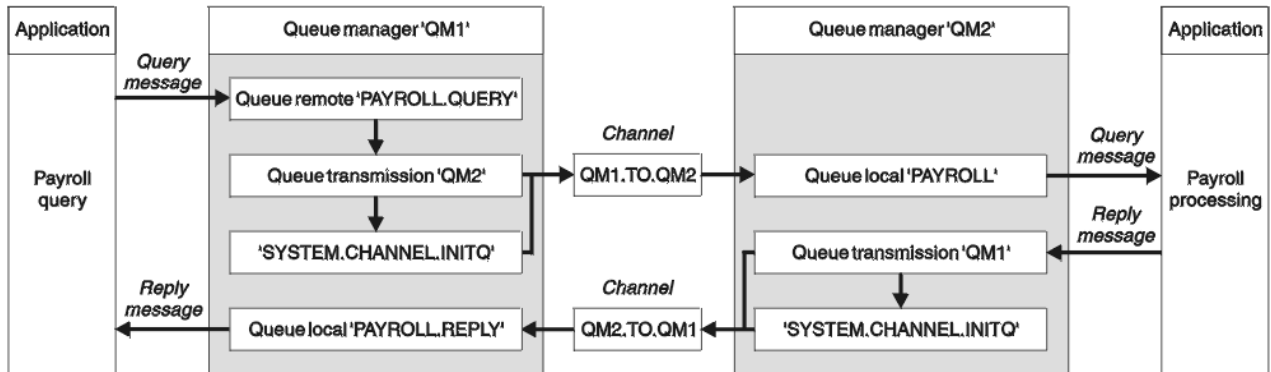 Application
Queue manager 'QM1'
Queue manager 'QM2'
Application
Query
message
Queue remote 'PAYROLL.QUERY'
Channel
Query
message
Payroll
query
Queue transmission 'QM2'
QM1.TO.QM2
Queue local 'PAYROLL'
Payroll
processing
Reply
message
'SYSTEM.CHANNEL.INITQ'
Queue transmission 'QM1'
Reply
message
Channel
Queue local 'PAYROLL.REPLY'
QM2.TO.QM1
'SYSTEM.CHANNEL.INITQ'